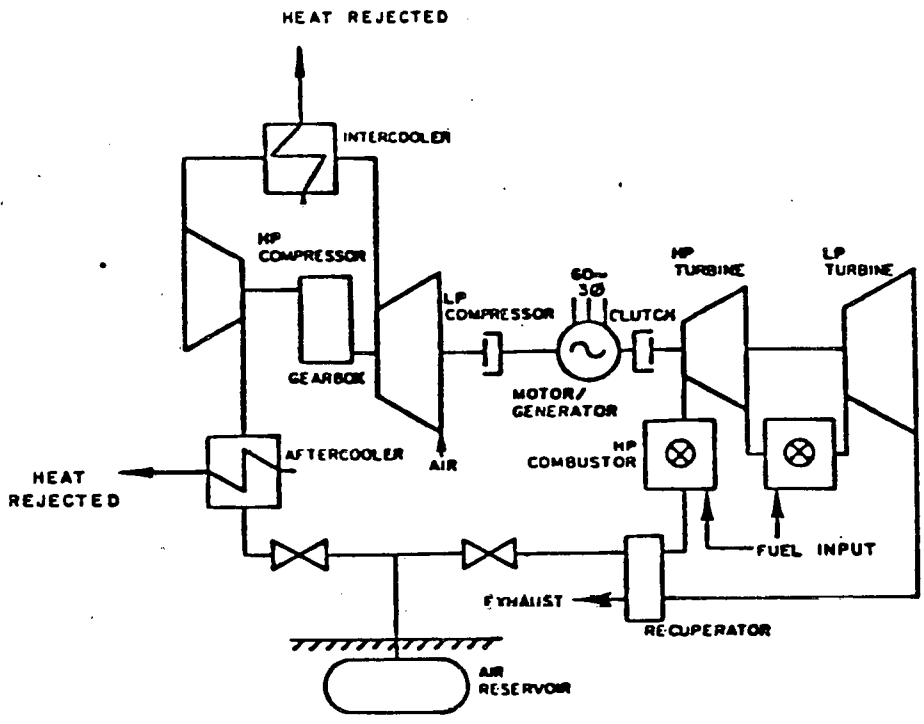 HEAT REJECTED
INTERCOOLER
HP
COMPRESSOR
GEARBOX
LP
COMPRESSOR
60~
3Ø
CLUTCH
MOTOR/
GENERATOR
HP
TURBINE
LP
TURBINE
AFTERCOOLER
AIR
HP
COMBUSTOR
HEAT
REJECTED
FUEL INPUT
EXHAUST
RECUPERATOR
AIR
RESERVOIR